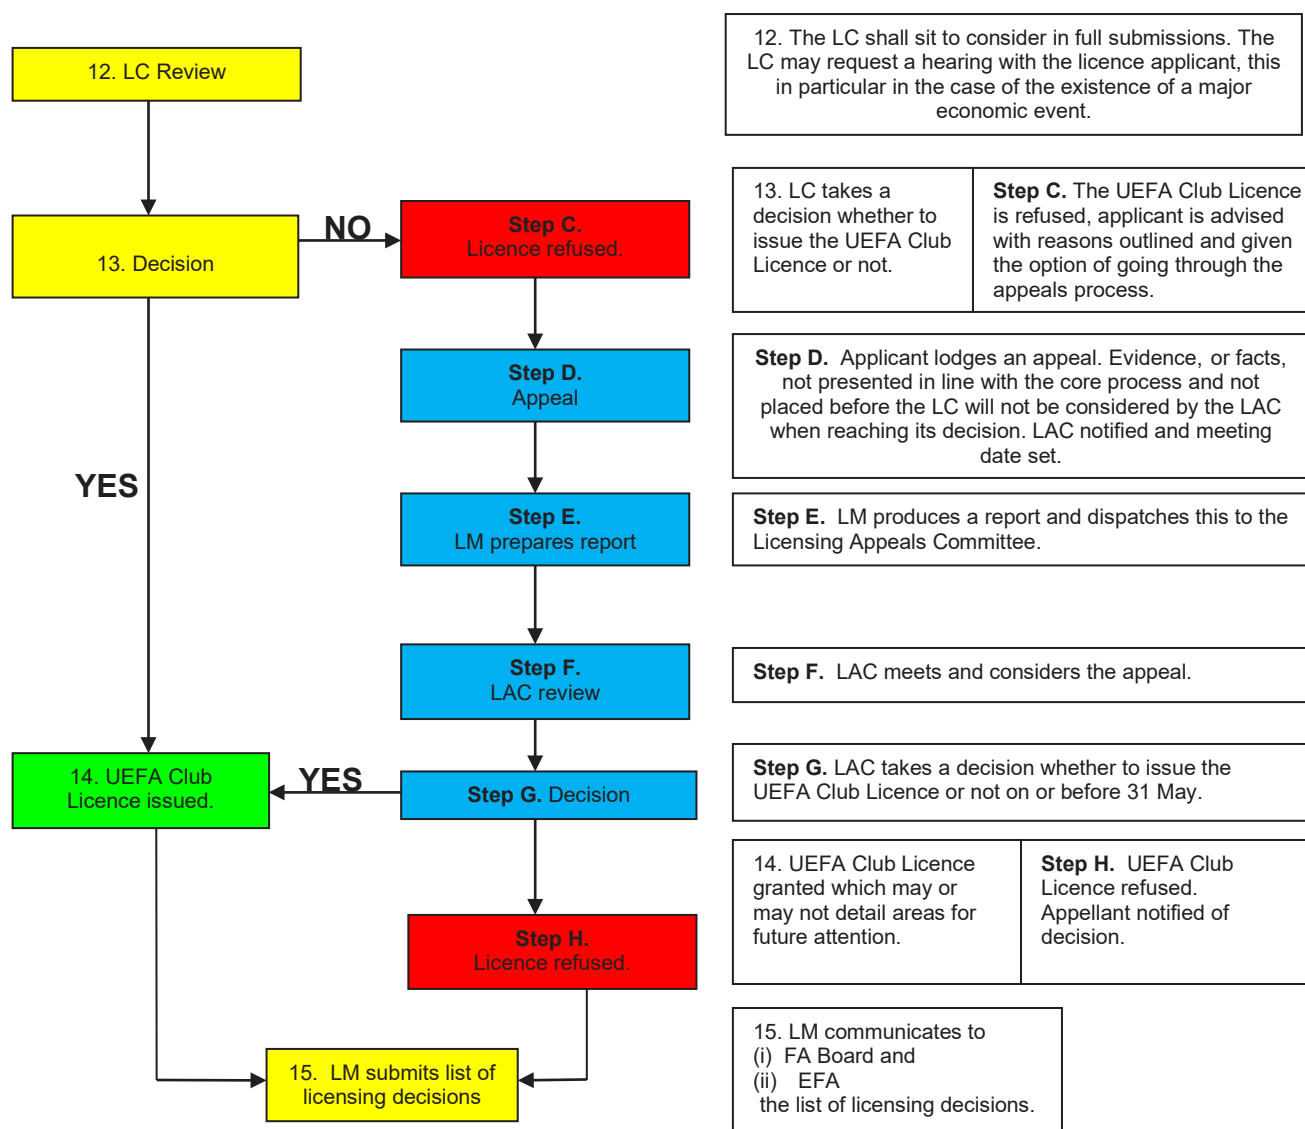 12. LC Review
12. The LC shall sit to consider in full submissions. The
LC may request a hearing with the licence applicant, this
in particular in the case of the existence of a major
economic event.
13. Decision
NO
Step C.
Licence refused.
13. LC takes a
decision whether to
issue the UEFA Club
Licence or not.
Step C. The UEFA Club Licence
is refused, applicant is advised
with reasons outlined and given
the option of going through the
appeals process.
Step D.
Appeal
Step D. Applicant lodges an appeal. Evidence, or facts,
not presented in line with the core process and not
placed before the LC will not be considered by the LAC
when reaching its decision. LAC notified and meeting
date set.
YES
Step E.
LM prepares report
Step E. LM produces a report and dispatches this to the
Licensing Appeals Committee.
Step F.
LAC review
Step F. LAC meets and considers the appeal.
14. UEFA Club
Licence issued.
YES
Step G. Decision
Step G. LAC takes a decision whether to issue the
UEFA Club Licence or not on or before 31 May.
14. UEFA Club Licence
granted which may or
may not detail areas for
future attention.
Step H. UEFA Club
Licence refused.
Appellant notified of
decision.
Step H.
Licence refused.
15. LM submits list of
licensing decisions
15. LM communicates to
(i) FA Board and
(ii) EFA
the list of licensing decisions.